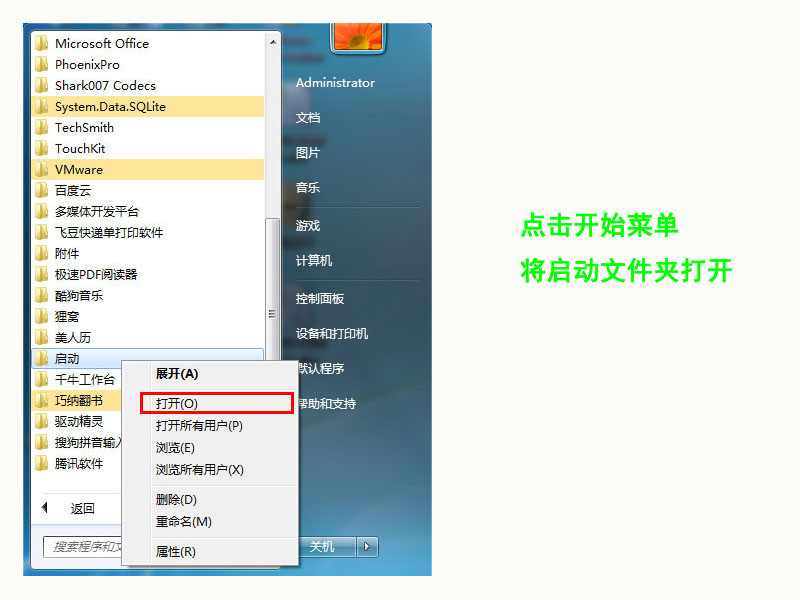 Microsoft Office
PhoenixPro
Shark007 Codecs
System.Data.SQLite
TechSmith
TouchKit
VMware
百度云
多媒体开发平台
飞豆快递单打印软件
附件
极速PDF阅读器
酷狗音乐
狸窝
美人历
启动
千牛工作台
巧纳翻书
驱动精灵
搜狗拼音输入
腾讯软件
返回
搜索程序和文
展开(A)
打开(O)
打开所有用户(P)
浏览(E)
浏览所有用户(X)
删除(D)
重命名(M)
属性(R)
Administrator
文档
图片
音乐
游戏
计算机
控制面板
设备和打印机
默认程序
帮助和支持
关机
点击开始菜单
将启动文件夹打开